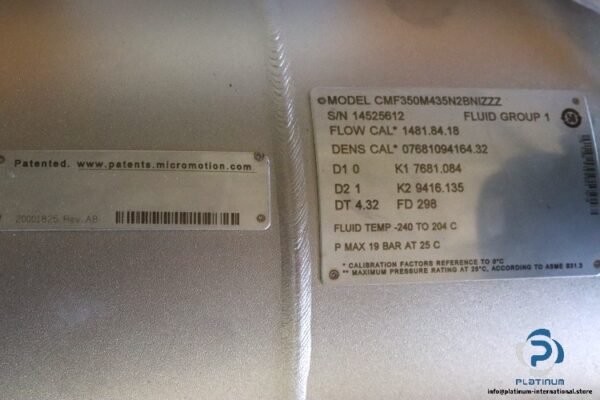 Patented. www.patents.micromotion.com
20001825 Rev. AB
MODEL CMF350M435N2BNIZZZ
S/N 14525612 FLUID GROUP 1
FLOW CAL* 1481.84.18
DENS CAL* 07681094164.32
D1 0 K1 7681.084
D2 1 K2 9416.135
DT 4.32 FD 298
FLUID TEMP -240 TO 204 C
P MAX 19 BAR AT 25 C
* CALIBRATION FACTORS REFERENCE TO 0°C
** MAXIMUM PRESSURE RATING AT 25°C, ACCORDING TO ASME B31.3
PLATINUM
info@platinum-international.store